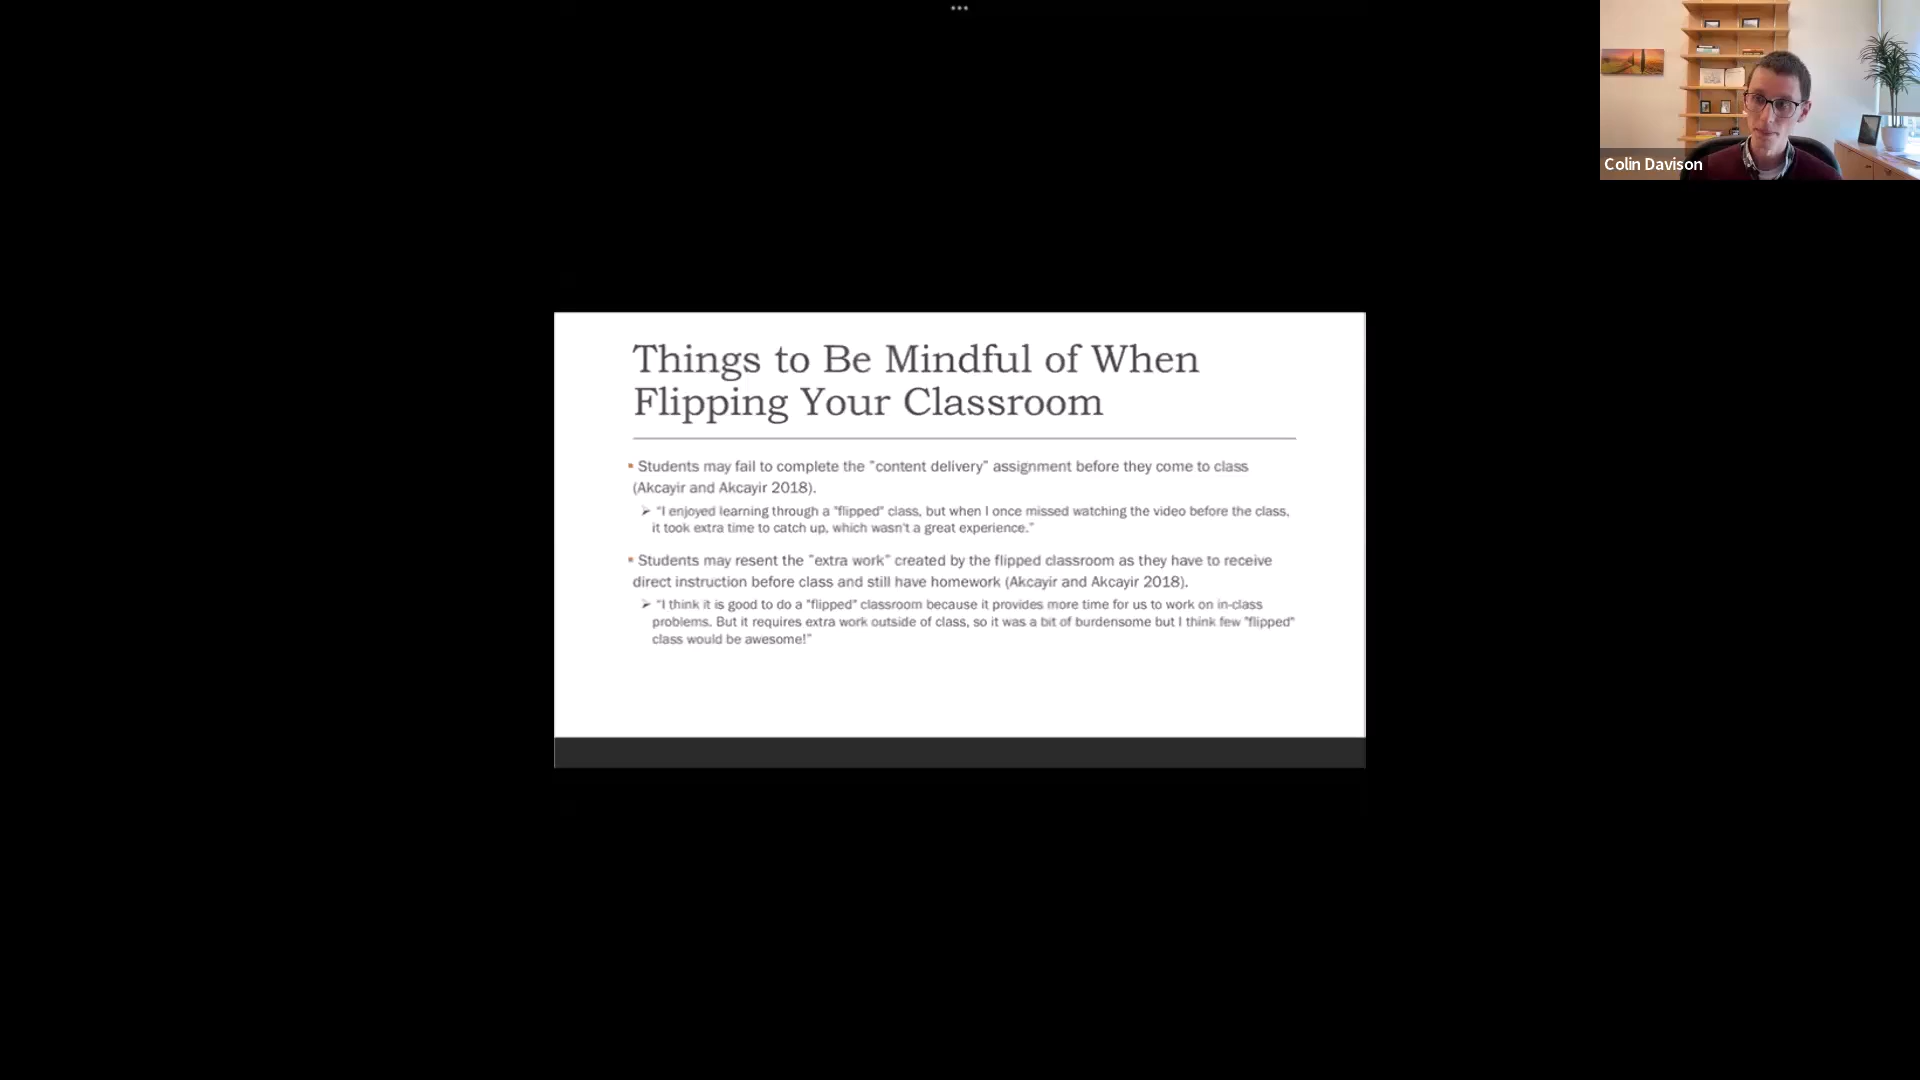 Colin Davison
Things to Be Mindful of When
Flipping Your Classroom
▪ Students may fail to complete the "content delivery" assignment before they come to class
(Akcayir and Akcayir 2018).
➢ "I enjoyed learning through a "flipped" class, but when I once missed watching the video before the class,
it took extra time to catch up, which wasn't a great experience."
▪ Students may resent the "extra work" created by the flipped classroom as they have to receive
direct instruction before class and still have homework (Akcayir and Akcayir 2018).
➢ "I think it is good to do a "flipped" classroom because it provides more time for us to work on in-class
problems. But it requires extra work outside of class, so it was a bit of burdensome but I think few "flipped"
class would be awesome!"